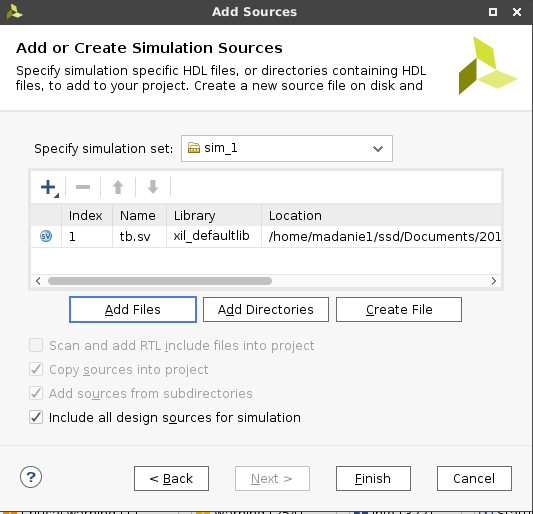 Add Sources
Add or Create Simulation Sources
Specify simulation specific HDL files, or directories containing HDL
files, to add to your project. Create a new source file on disk and
Specify simulation set: sim_1
Index Name Library Location
sv 1 tb.sv xil_defaultlib /home/madanie1/ssd/Documents/201
Add Files Add Directories Create File
Scan and add RTL include files into project
Copy sources into project
Add sources from subdirectories
Include all design sources for simulation
? < Back Next > Finish Cancel